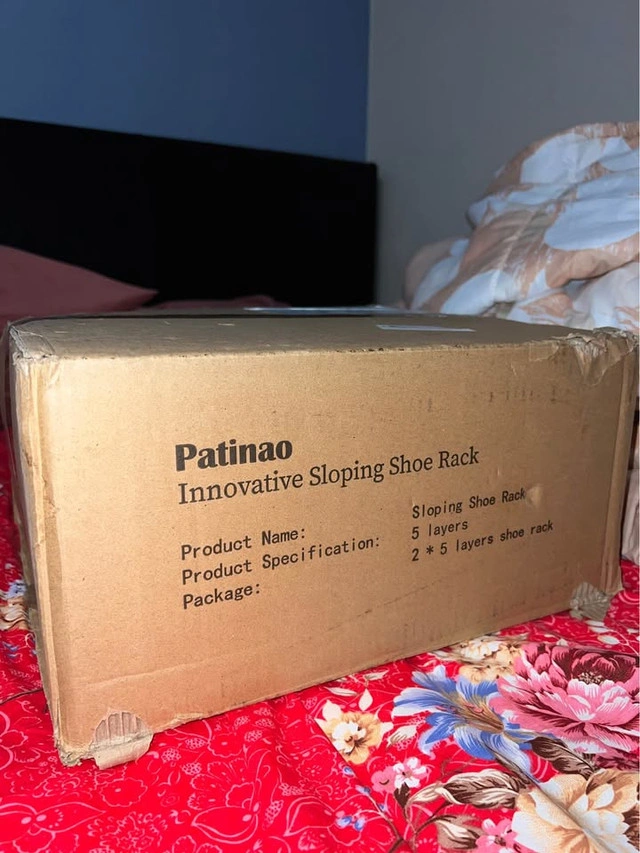 Patinao
Innovative Sloping Shoe Rack
Product Name: Sloping Shoe Rack
Product Specification: 5 layers
Package: 2 * 5 layers shoe rack